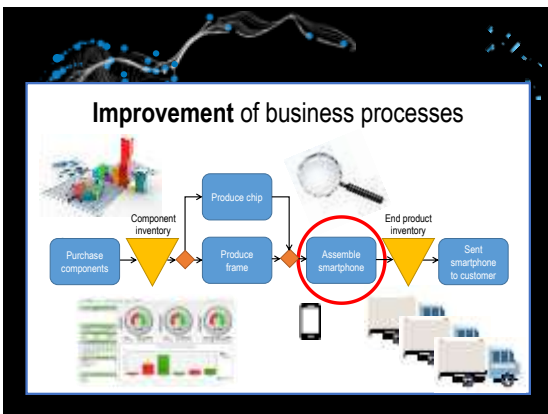 Improvement of business processes
Produce chip
Component
inventory
End product
inventory
Purchase
components
Produce
frame
Assemble
smartphone
Sent
smartphone
to customer